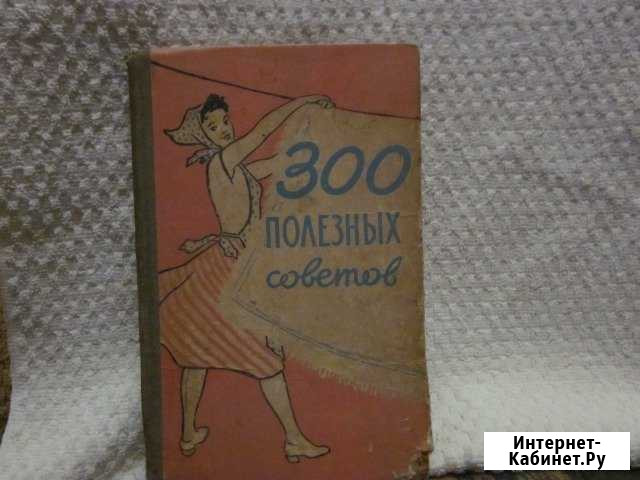 300
ПОЛЕЗНЫХ
советов
Интернет-
Кабинет.Ру